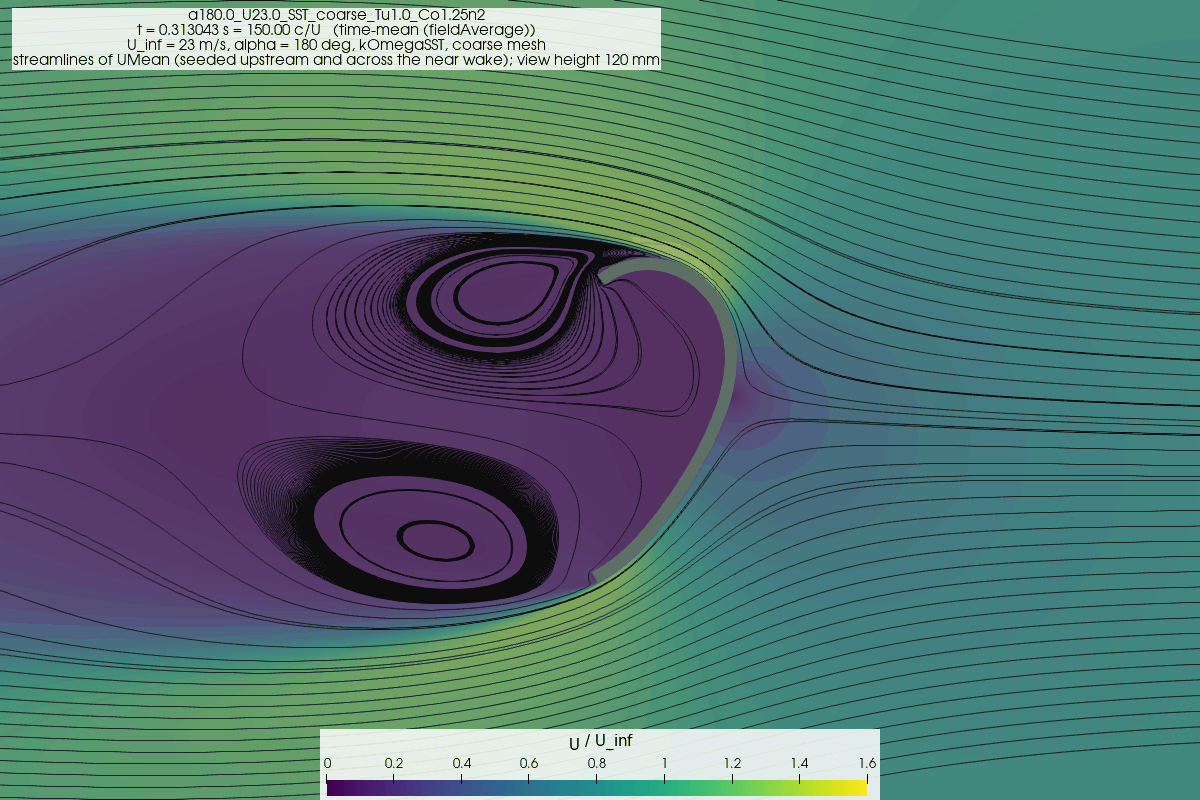 a180.0_U23.0_SST_coarse_Tu1.0_Co1.25n2
t = 0.313043 s = 150.00 c/U (time-mean (fieldAverage))
U_inf = 23 m/s, alpha = 180 deg, kOmegaSST, coarse mesh
streamlines of UMean (seeded upstream and across the near wake); view height 120 mm
U / U_inf
0 0.2 0.4 0.6 0.8 1 1.2 1.4 1.6